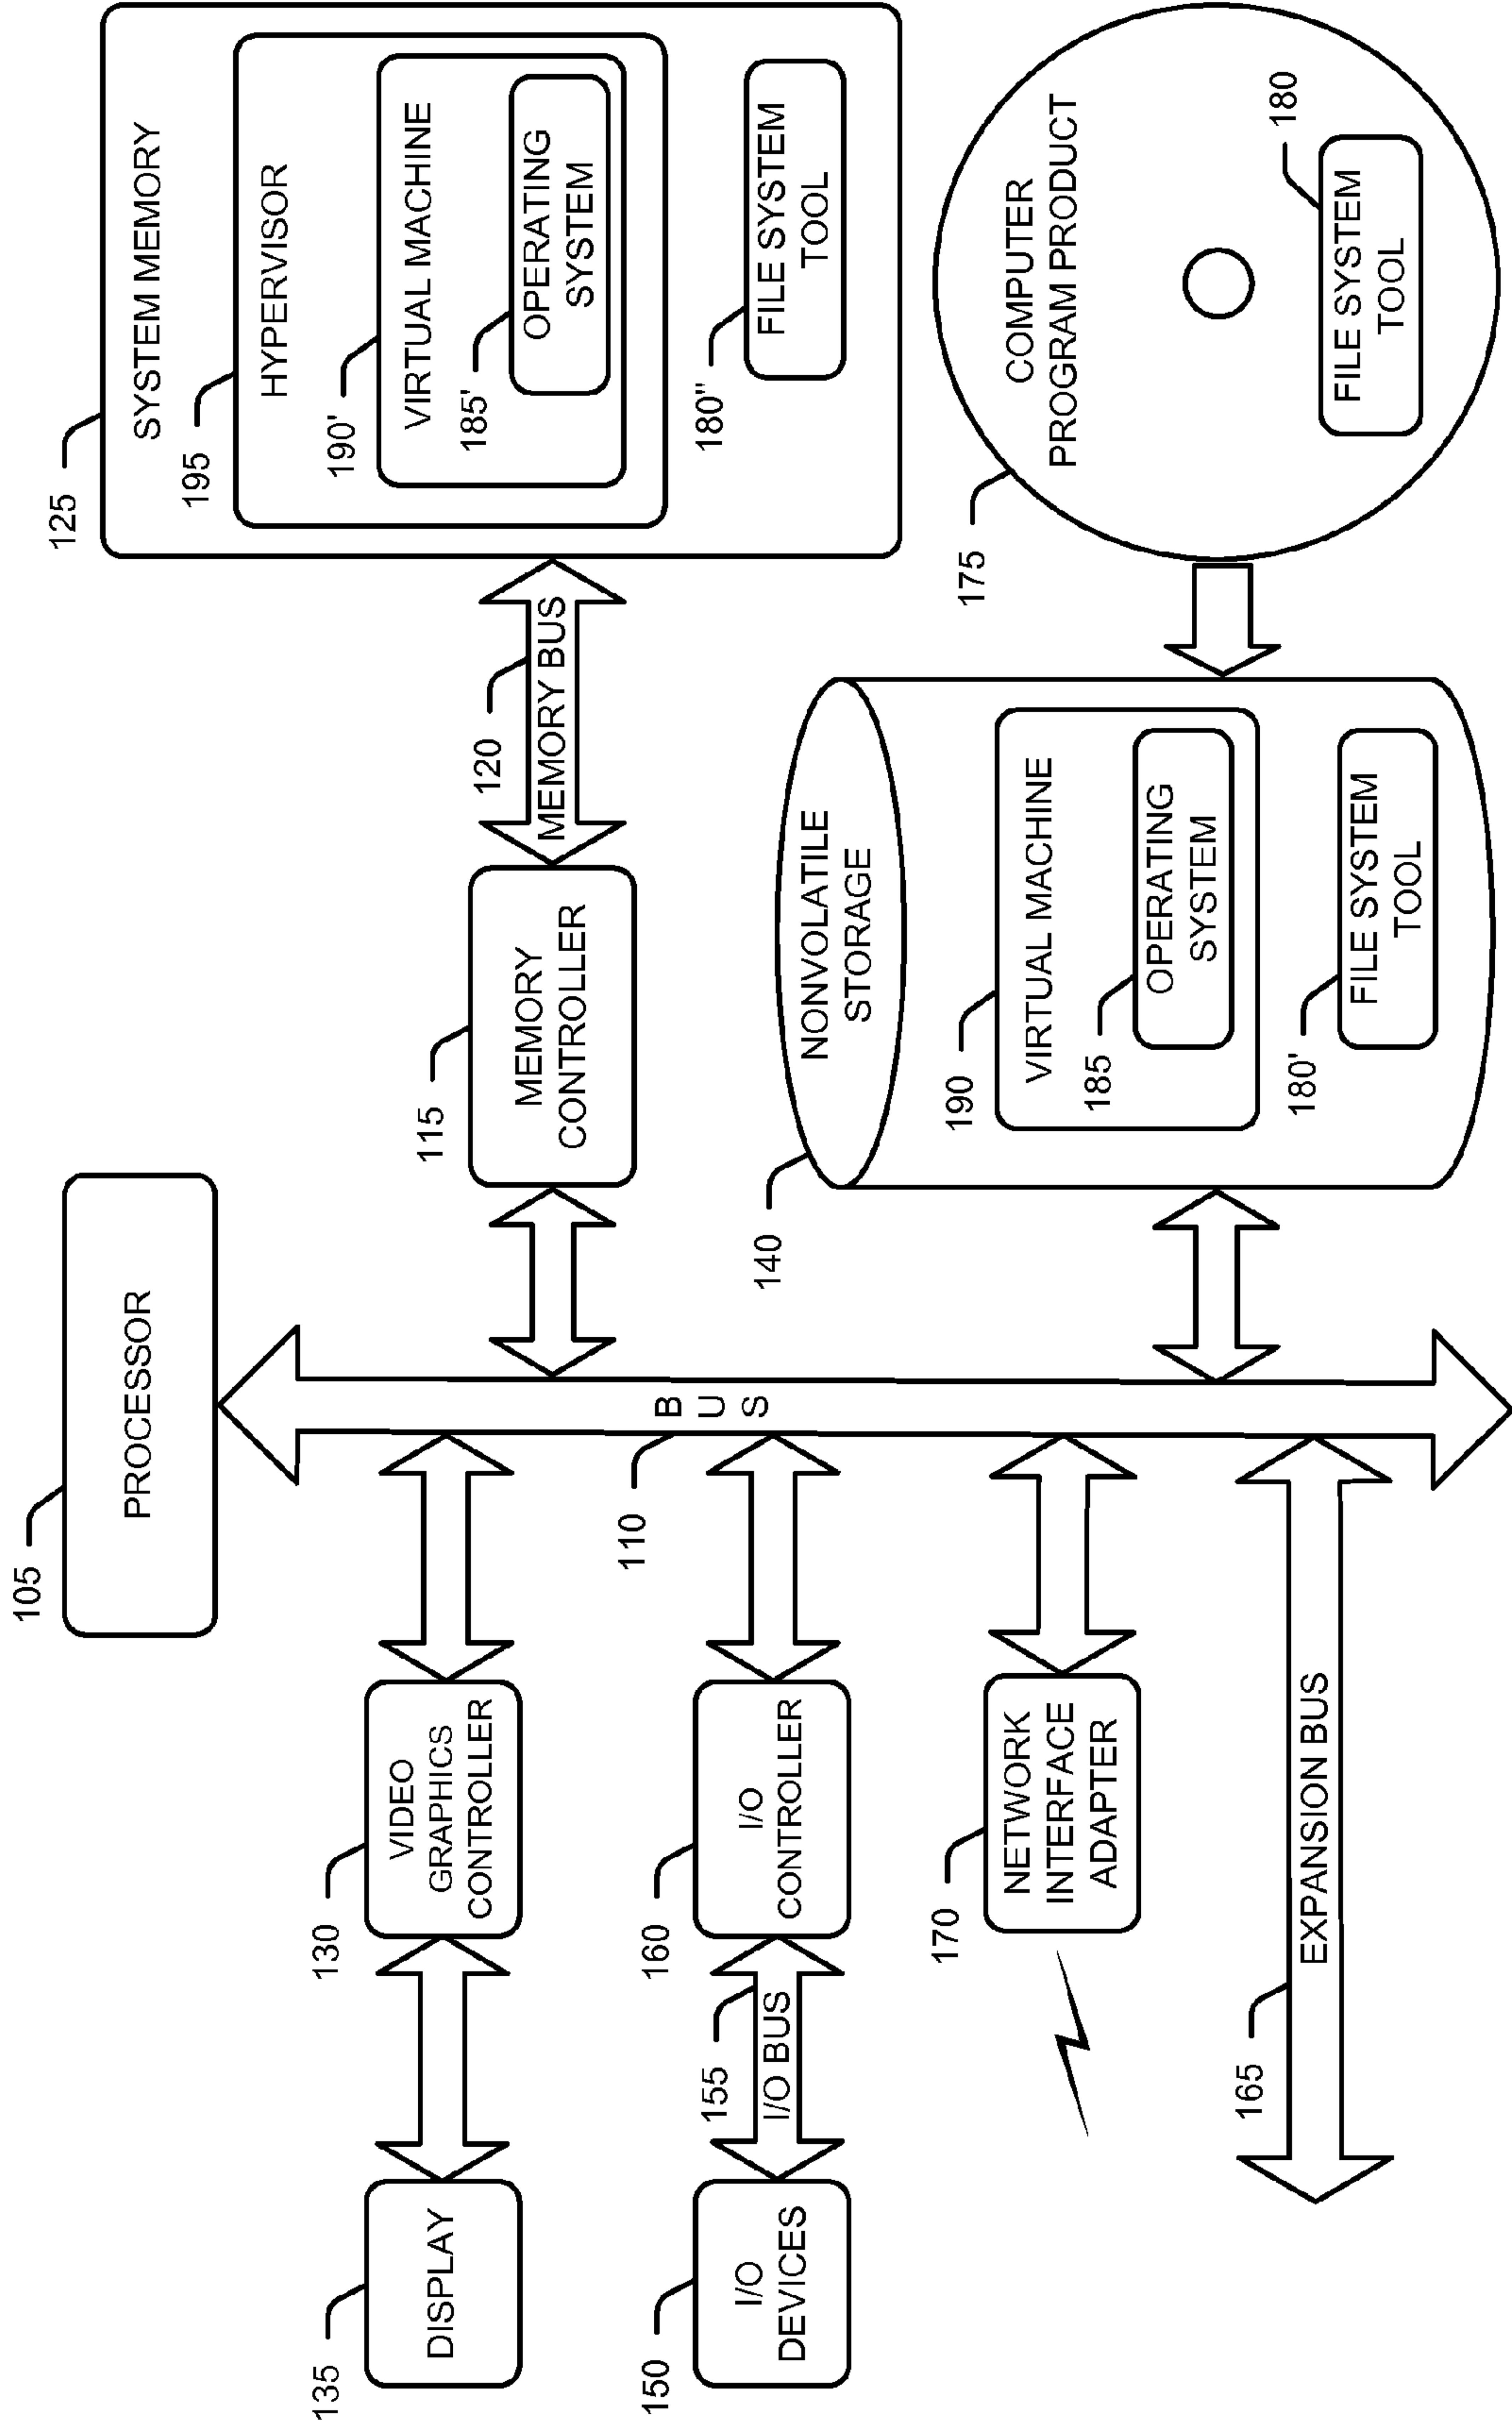 105
PROCESSOR
125
SYSTEM MEMORY
195
HYPERVISOR
190'
VIRTUAL MACHINE
185'
OPERATING
SYSTEM
180"
FILE SYSTEM
TOOL
135
DISPLAY
130
VIDEO
GRAPHICS
CONTROLLER
115
MEMORY
CONTROLLER
120
MEMORY BUS
110
B
U
S
150
I/O
DEVICES
155
I/O BUS
160
I/O
CONTROLLER
140
NONVOLATILE
STORAGE
190
VIRTUAL MACHINE
185
OPERATING
SYSTEM
180'
FILE SYSTEM
TOOL
175
COMPUTER
PROGRAM PRODUCT
180
FILE SYSTEM
TOOL
170
NETWORK
INTERFACE
ADAPTER
165
EXPANSION BUS